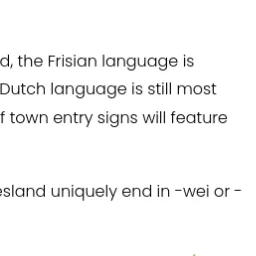 d, the Frisian language is
Dutch language is still most
f town entry signs will feature
esland uniquely end in -wei or -